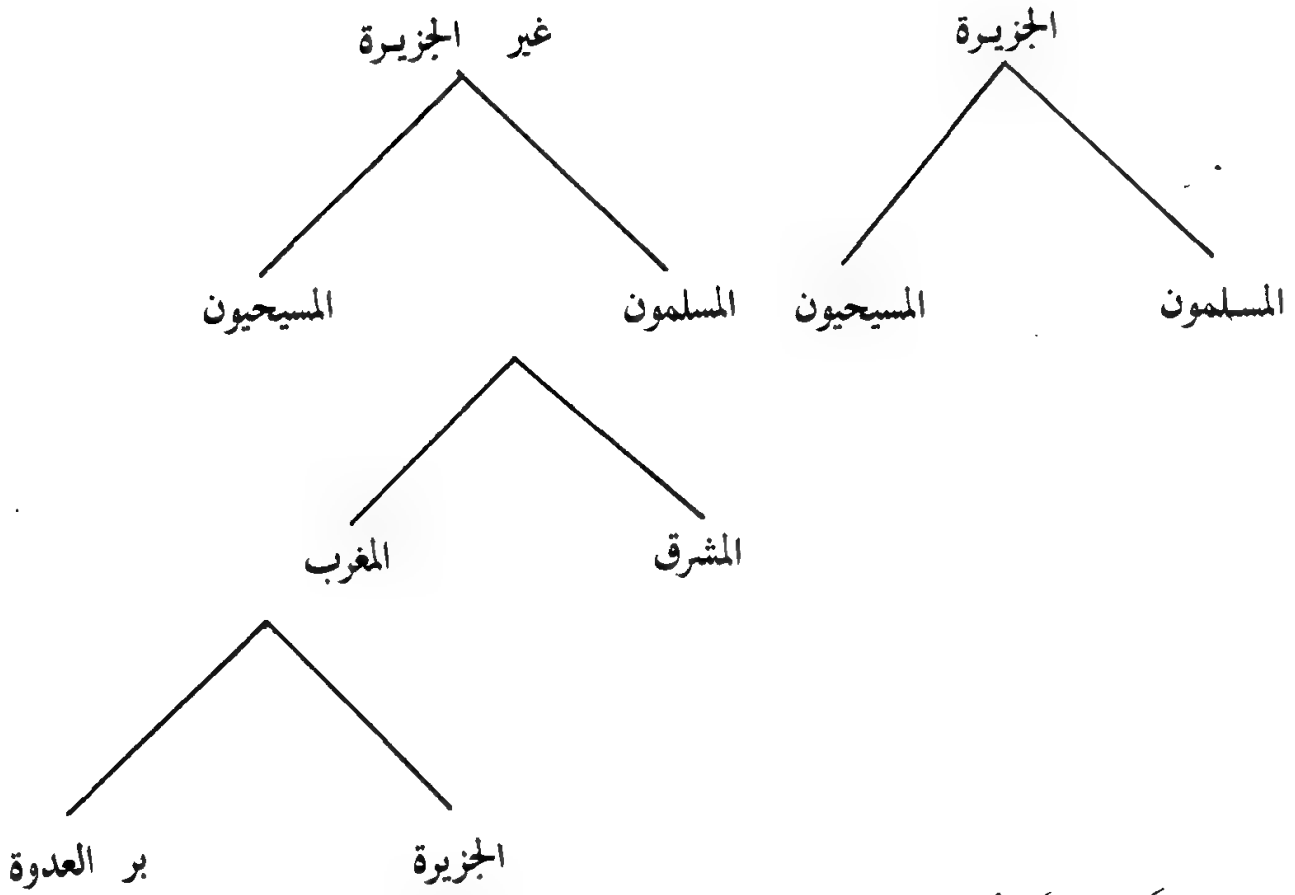 الجزيرة
غير الجزيرة
المسلمون
المسيحيون
المسلمون
المسيحيون
المشرق
المغرب
الجزيرة
بر العدوة